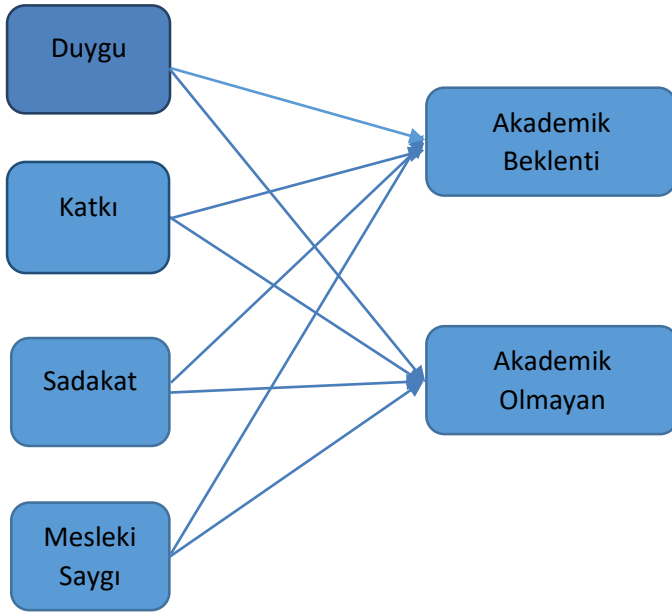 Duygu
Katkı
Sadakat
Mesleki
Saygı
Akademik
Beklenti
Akademik
Olmayan